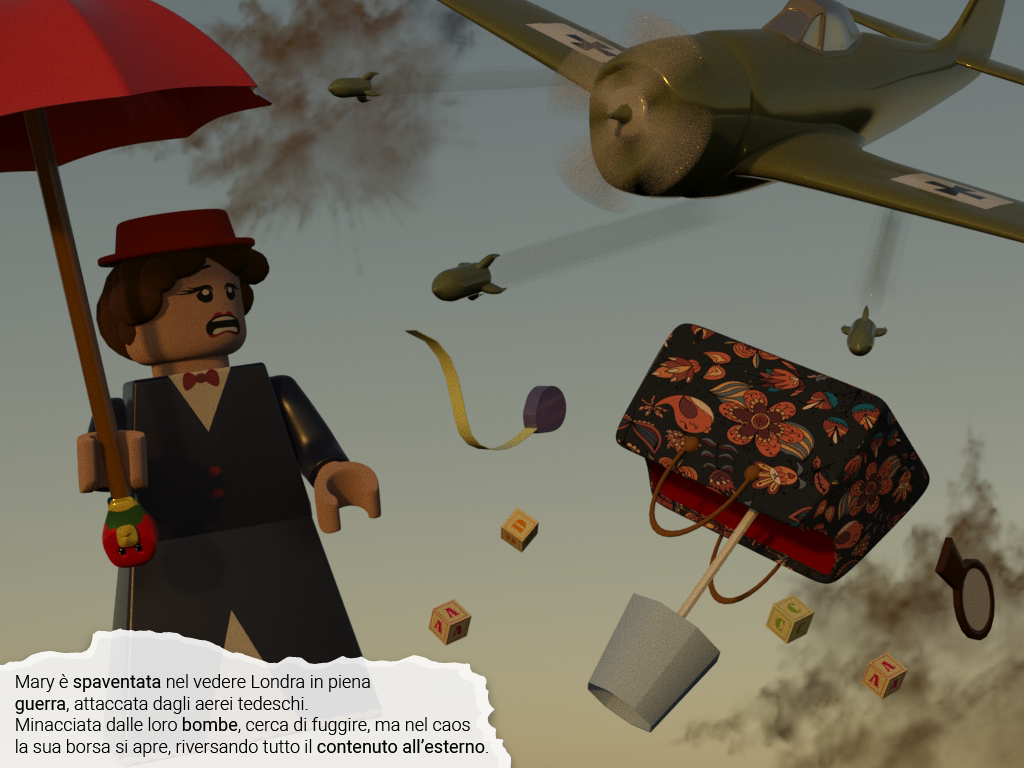 Mary è spaventata nel vedere Londra in piena
guerra, attaccata dagli aerei tedeschi.
Minacciata dalle loro bombe, cerca di fuggire, ma nel caos
la sua borsa si apre, riversando tutto il contenuto all'esterno.
A
A
A
C
C
A
A